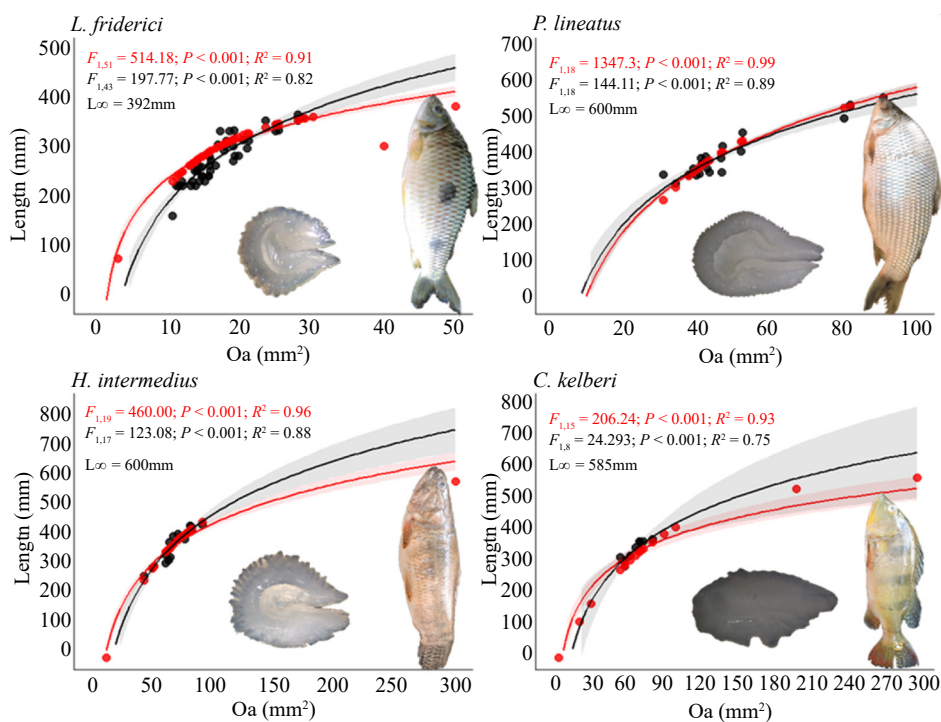 L. friderici
F1,51 = 514.18; P < 0.001; R² = 0.91
F1,43 = 197.77; P < 0.001; R² = 0.82
L∞ = 392mm
500
400
300
200
100
0
Lengtn (mm)
0 10 20 30 40 50
Oa (mm²)
P. lineatus
F1,18 = 1347.3; P < 0.001; R² = 0.99
F1,18 = 144.11; P < 0.001; R² = 0.89
L∞ = 600mm
700
600
500
400
300
200
100
0
Lengtn (mm)
0 20 40 60 80 100
Oa (mm²)
H. intermedius
F1,19 = 460.00; P < 0.001; R² = 0.96
F1,17 = 123.08; P < 0.001; R² = 0.88
L∞ = 600mm
800
700
600
500
400
300
200
100
0
Lengtn (mm)
0 50 100 150 200 250 300
Oa (mm²)
C. kelberi
F1,15 = 206.24; P < 0.001; R² = 0.93
F1,8 = 24.293; P < 0.001; R² = 0.75
L∞ = 585mm
800
700
600
500
400
300
200
100
0
Lengtn (mm)
0 30 60 90 120 150 180 210 240 270 300
Oa (mm²)